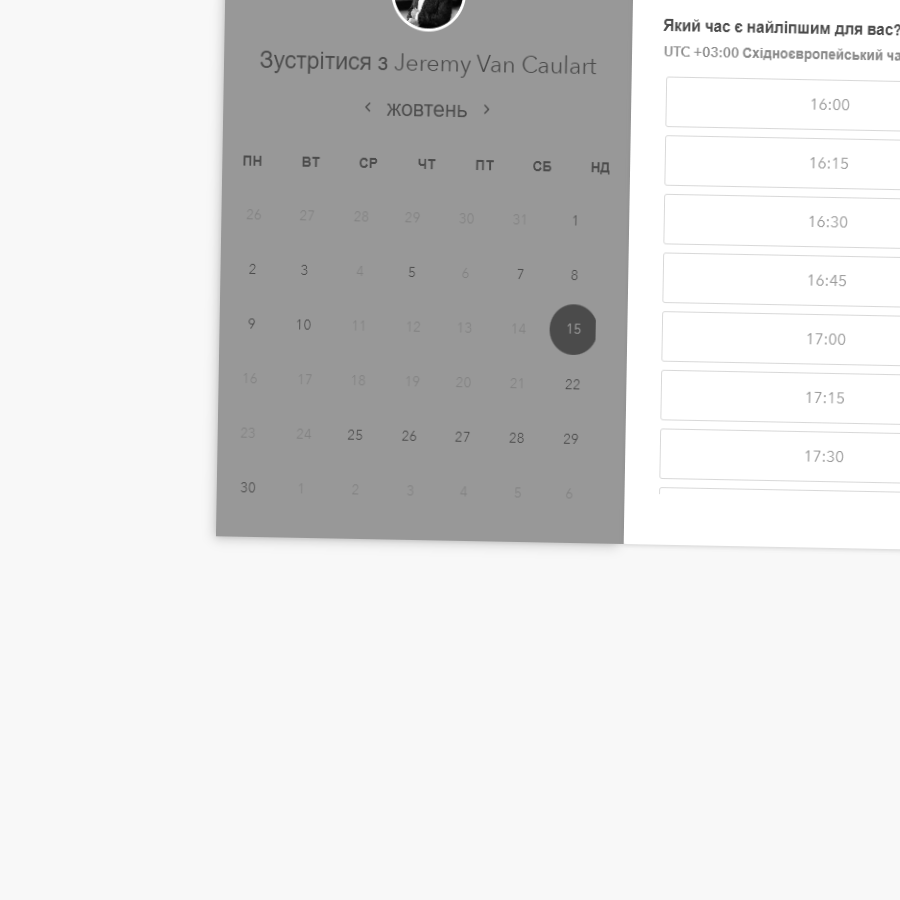 Зустрітися з Jeremy Van Caulart
‹ жовтень ›
ПН ВТ СР ЧТ ПТ СБ НД
26 27 28 29 30 31 1
2 3 4 5 6 7 8
9 10 11 12 13 14 15
16 17 18 19 20 21 22
23 24 25 26 27 28 29
30 1 2 3 4 5 6
Який час є найліпшим для вас?
UTC +03:00 Східноєвропейський
16:00
16:15
16:30
16:45
17:00
17:15
17:30